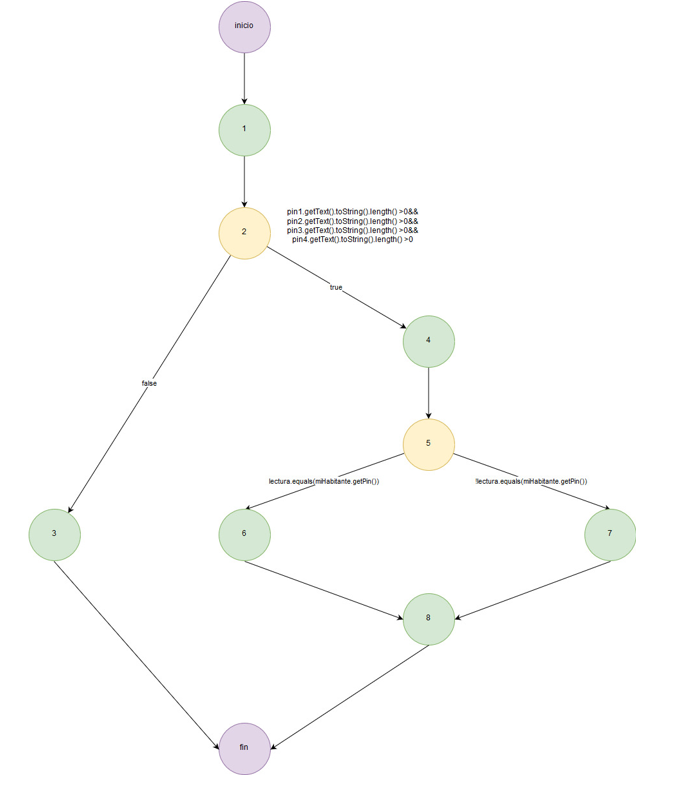 inicio
1
2
pin1.getText().toString().length() >0&&
pin2.getText().toString().length() >0&&
pin3.getText().toString().length() >0&&
pin4.getText().toString().length() >0
true
4
false
5
lectura.equals(miHabitante.getPin())
!lectura.equals(miHabitante.getPin())
3
6
7
8
fin